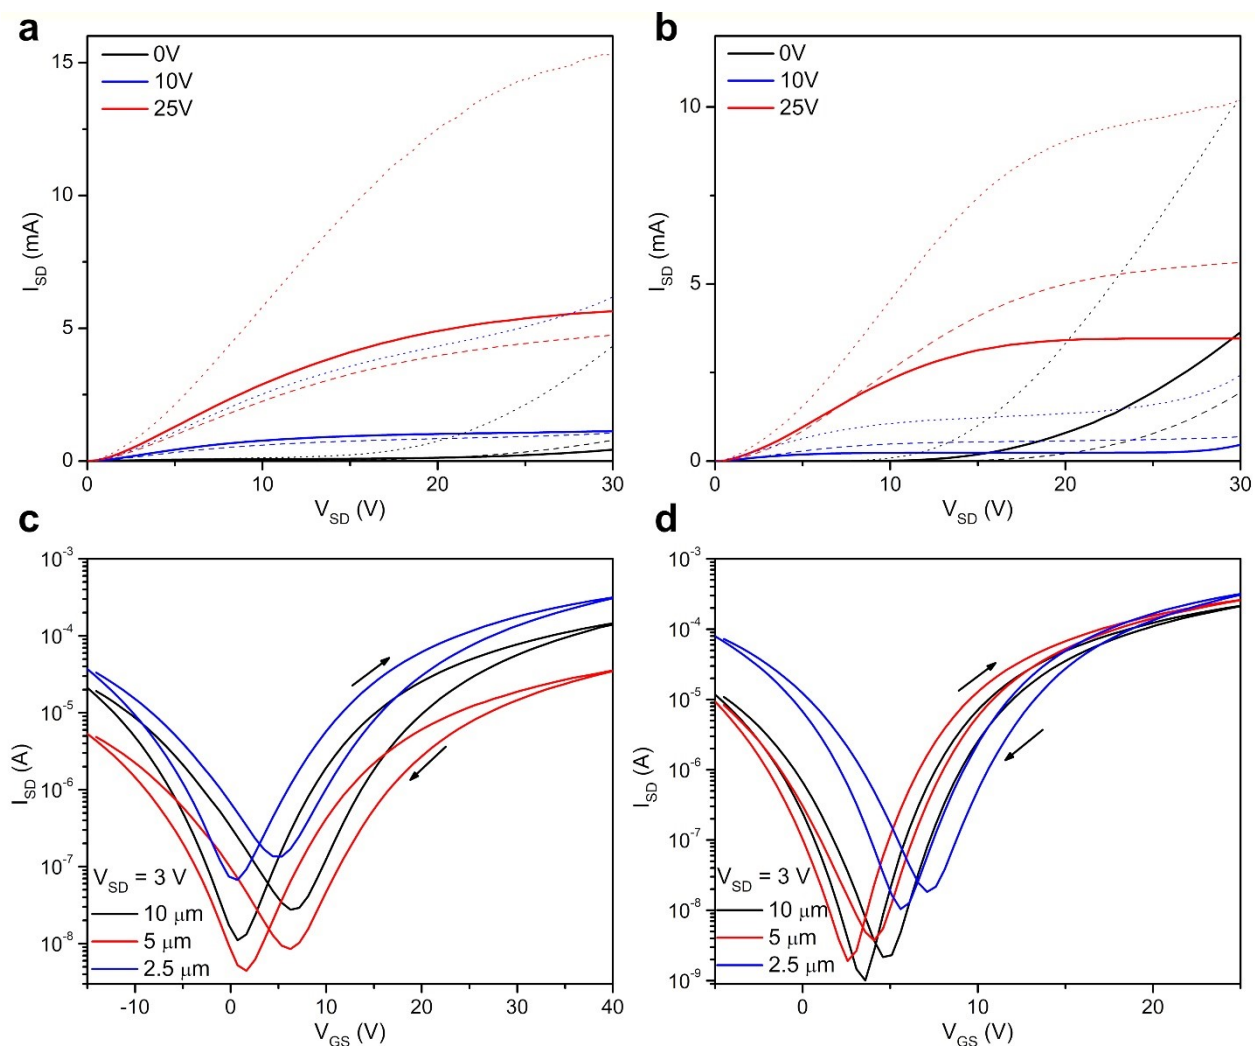 a
0V
10V
25V
I_SD (mA)
15
10
5
0
0 10 20 30
V_SD (V)
b
0V
10V
25V
I_SD (mA)
10
5
0
0 10 20 30
V_SD (V)
c
I_SD (A)
10^-3
10^-4
10^-5
10^-6
10^-7
10^-8
V_SD = 3 V
10 μm
5 μm
2.5 μm
-10 0 10 20 30 40
V_GS (V)
d
I_SD (A)
10^-3
10^-4
10^-5
10^-6
10^-7
10^-8
10^-9
V_SD = 3 V
10 μm
5 μm
2.5 μm
0 10 20
V_GS (V)